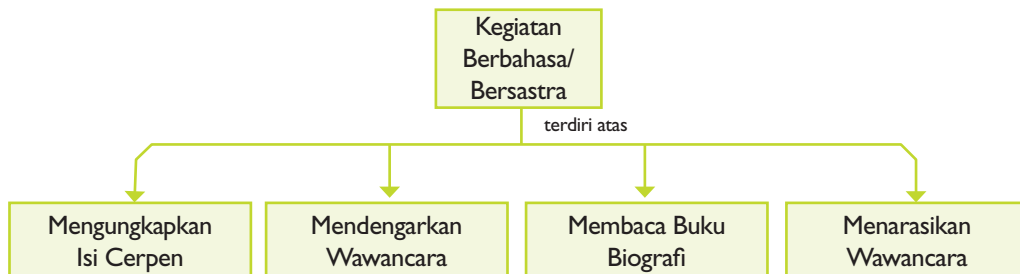 Kegiatan
Berbahasa/
Bersastra
terdiri atas
Mengungkapkan
Isi Cerpen
Mendengarkan
Wawancara
Membaca Buku
Biografi
Menarasikan
Wawancara